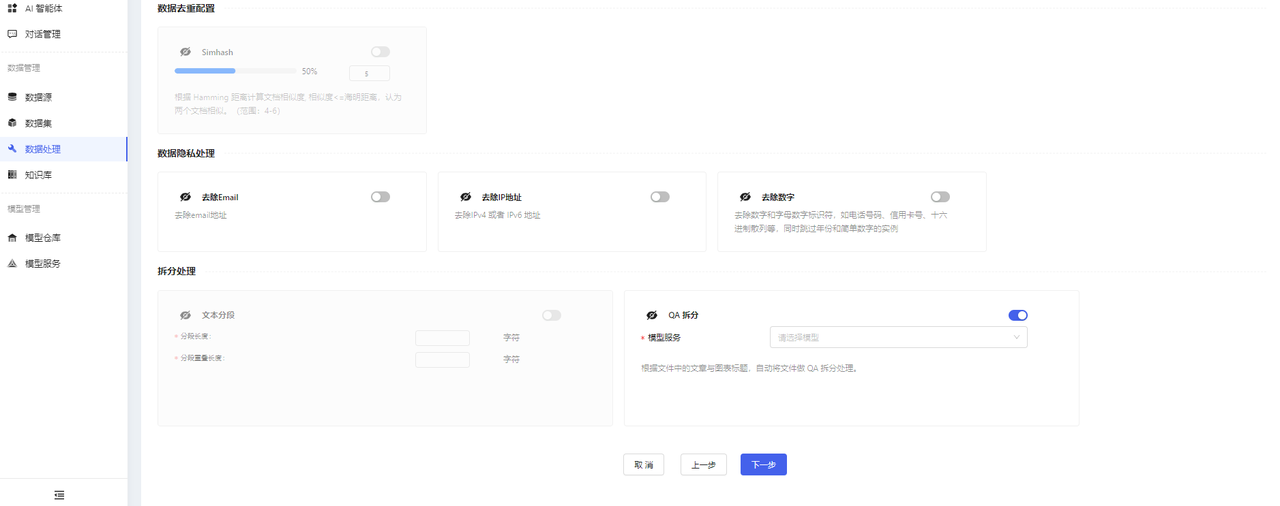 AI 智能体
对话管理
数据管理
数据源
数据集
数据处理
知识库
模型管理
模型仓库
模型服务
数据去重配置
Simhash
50%
5
根据 Hamming 距离计算文档相似度, 相似度<=海明距离，认为
两个文档相似。（范围：4-6）
数据隐私处理
去除Email
去除email地址
去除IP地址
去除IPv4 或者 IPv6 地址
去除数字
去除数字和字母数字标识符，如电话号码、信用卡号、十六
进制散列等，同时跳过年份和简单数字的实例
拆分处理
文本分段
* 分段长度:
字符
* 分段重叠长度:
字符
QA 拆分
* 模型服务
请选择模型
根据文件中的文章与图表标题，自动将文件做 QA 拆分处理。
取 消
上一步
下一步